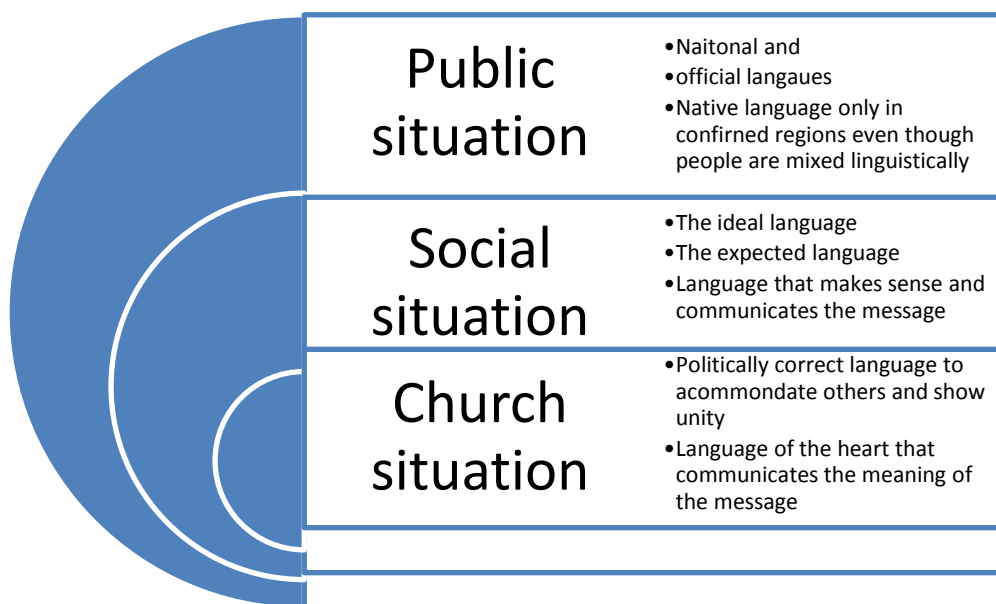 Public
situation
•Naitonal and
•official langaues
•Native language only in
confirned regions even though
people are mixed linguistically
Social
situation
•The ideal language
•The expected language
•Language that makes sense and
communicates the message
Church
situation
•Politically correct language to
acommondate others and show
unity
•Language of the heart that
communicates the meaning of
the message